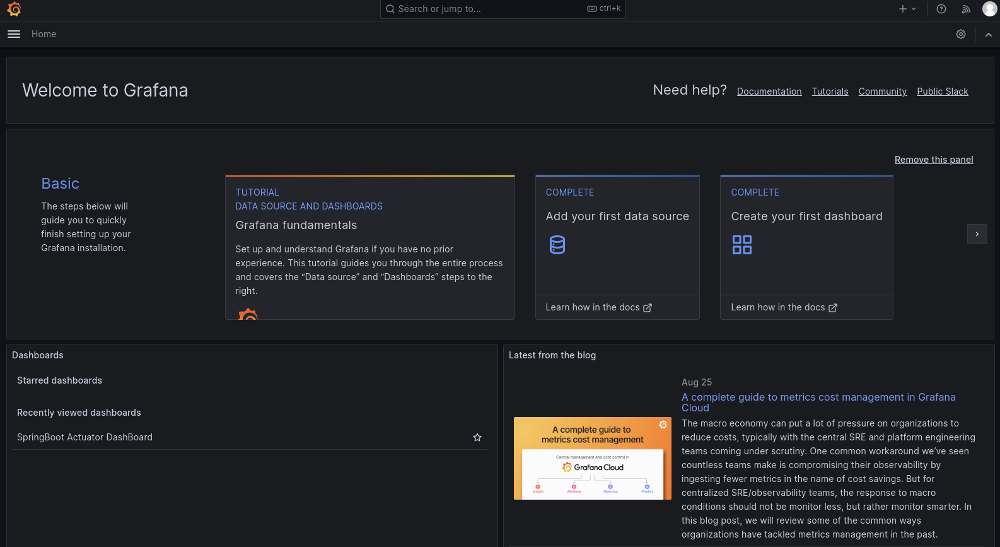 Search or jump to...
ctrl+k
Home
Welcome to Grafana
Need help?
Documentation
Tutorials
Community
Public Slack
Remove this panel
Basic
The steps below will
guide you to quickly
finish setting up your
Grafana installation.
TUTORIAL
DATA SOURCE AND DASHBOARDS
Grafana fundamentals
Set up and understand Grafana if you have no prior
experience. This tutorial guides you through the entire process
and covers the “Data source” and “Dashboards” steps to the
right.
COMPLETE
Add your first data source
Learn how in the docs
COMPLETE
Create your first dashboard
Learn how in the docs
Dashboards
Starred dashboards
Recently viewed dashboards
SpringBoot Actuator DashBoard
Latest from the blog
A complete guide to
metrics cost management
Central management and cost control in
Grafana Cloud
Insight
Attribute
Optimize
Predict
Aug 25
A complete guide to metrics cost management in Grafana
Cloud
The macro economy can put a lot of pressure on organizations to
reduce costs, typically with the central SRE and platform engineering
teams coming under scrutiny. One common workaround we’ve seen
countless teams make is compromising their observability by
ingesting fewer metrics in the name of cost savings. But for
centralized SRE/observability teams, the response to macro
conditions should not be monitor less, but rather monitor smarter. In
this blog post, we will review some of the common ways
organizations have tackled metrics management in the past.